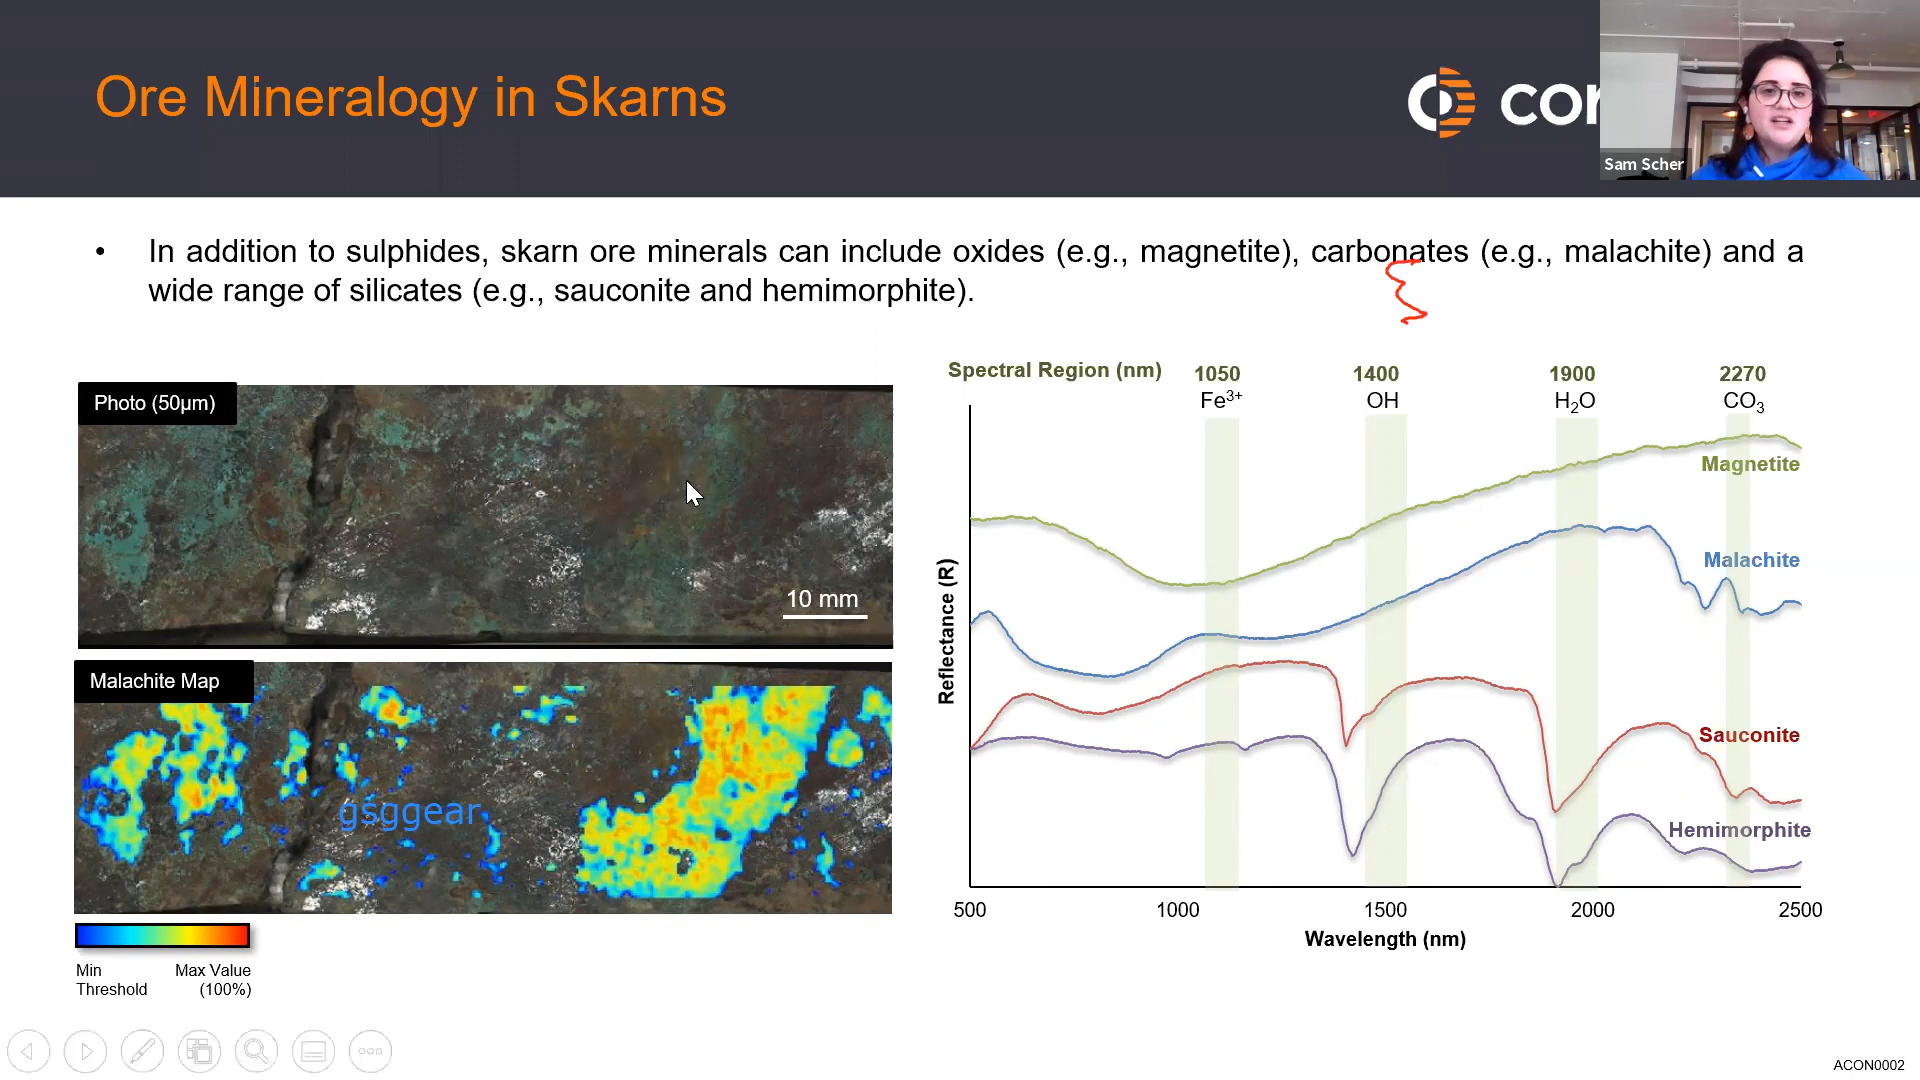 Ore Mineralogy in Skarns
cor
Sam Scher
• In addition to sulphides, skarn ore minerals can include oxides (e.g., magnetite), carbonates (e.g., malachite) and a
wide range of silicates (e.g., sauconite and hemimorphite).
Photo (50µm)
10 mm
Malachite Map
gsggear
Min Threshold
Max Value (100%)
Spectral Region (nm) 1050 1400 1900 2270
Fe³⁺ OH H₂O CO₃
Magnetite
Malachite
Sauconite
Hemimorphite
Reflectance (R)
500 1000 1500 2000 2500
Wavelength (nm)
ACON0002